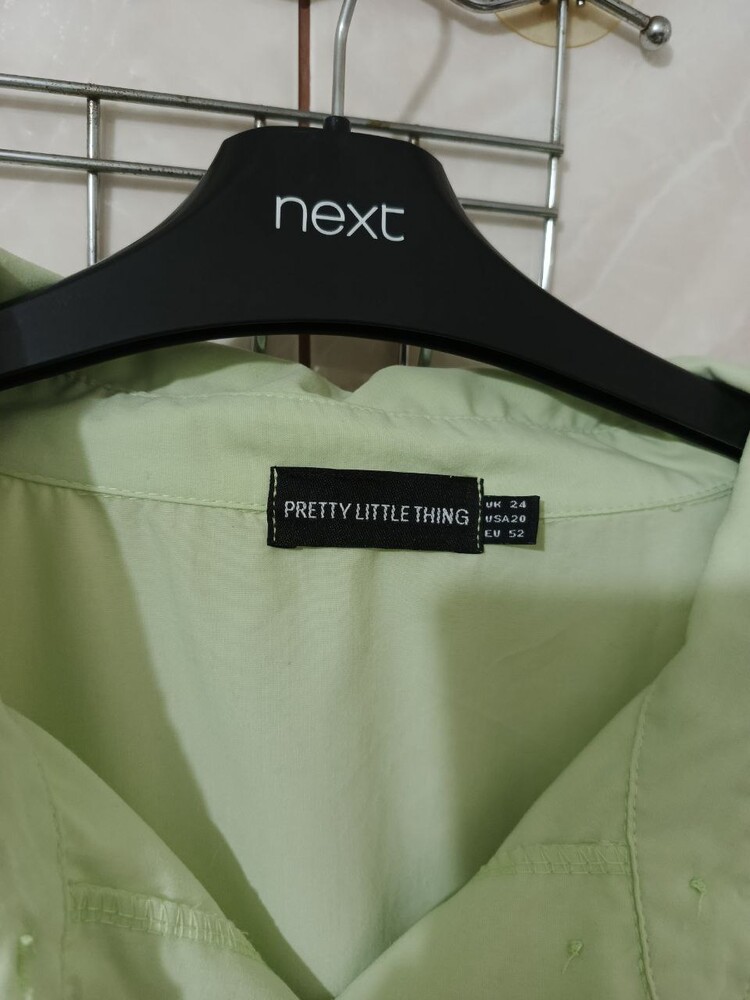 next
PRETTY LITTLE THING
UK 24
USA20
EU 52